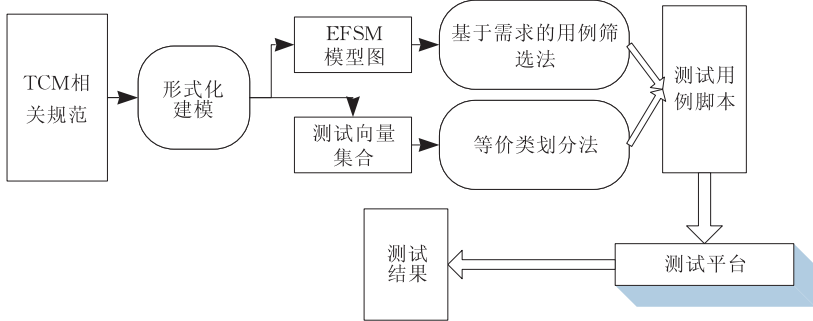 TCM相
关规范
形式化
建模
EFSM
模型图
测试向量
集合
基于需求的用例筛
选法
等价类划分法
测试用
例脚本
测试平台
测试
结果